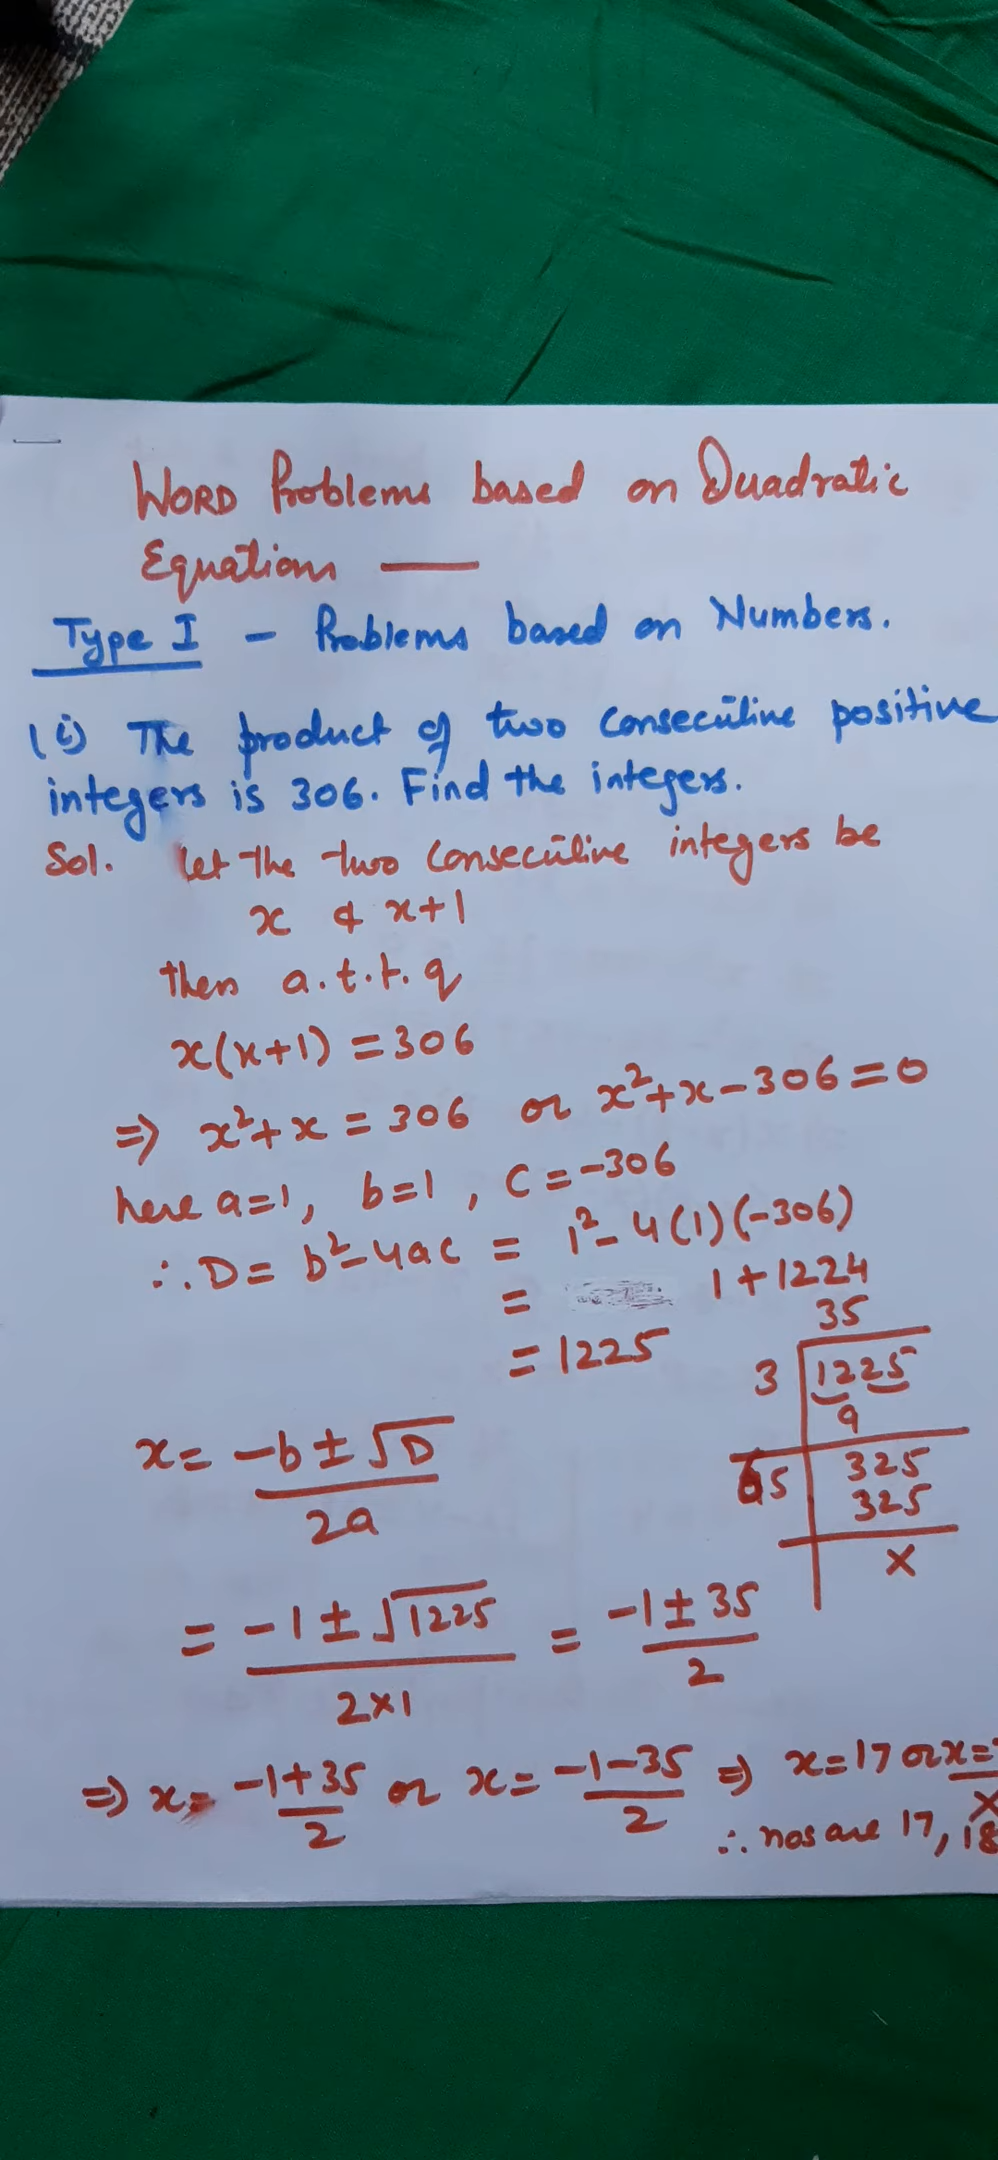 WORD Problems based on Quadratic
Equations —
Type I - Problems based on Numbers.
(i) The product of two consecutive positive
integers is 306. Find the integers.
Sol. Let the two consecutive integers be
x & x+1
then a.t.t.q
x(x+1) = 306
⇒ x²+x = 306 or x²+x-306=0
here a=1, b=1, c=-306
∴ D = b²-4ac = 1²-4(1)(-306)
= 1+1224
= 1225
35
3 1225
9
65 325
325
x
x = -b±√D / 2a
= -1±√1225 / 2×1 = -1±35 / 2
⇒ x = -1+35 / 2 or x = -1-35 / 2 ⇒ x=17 or x=
x
∴ nos are 17, 18